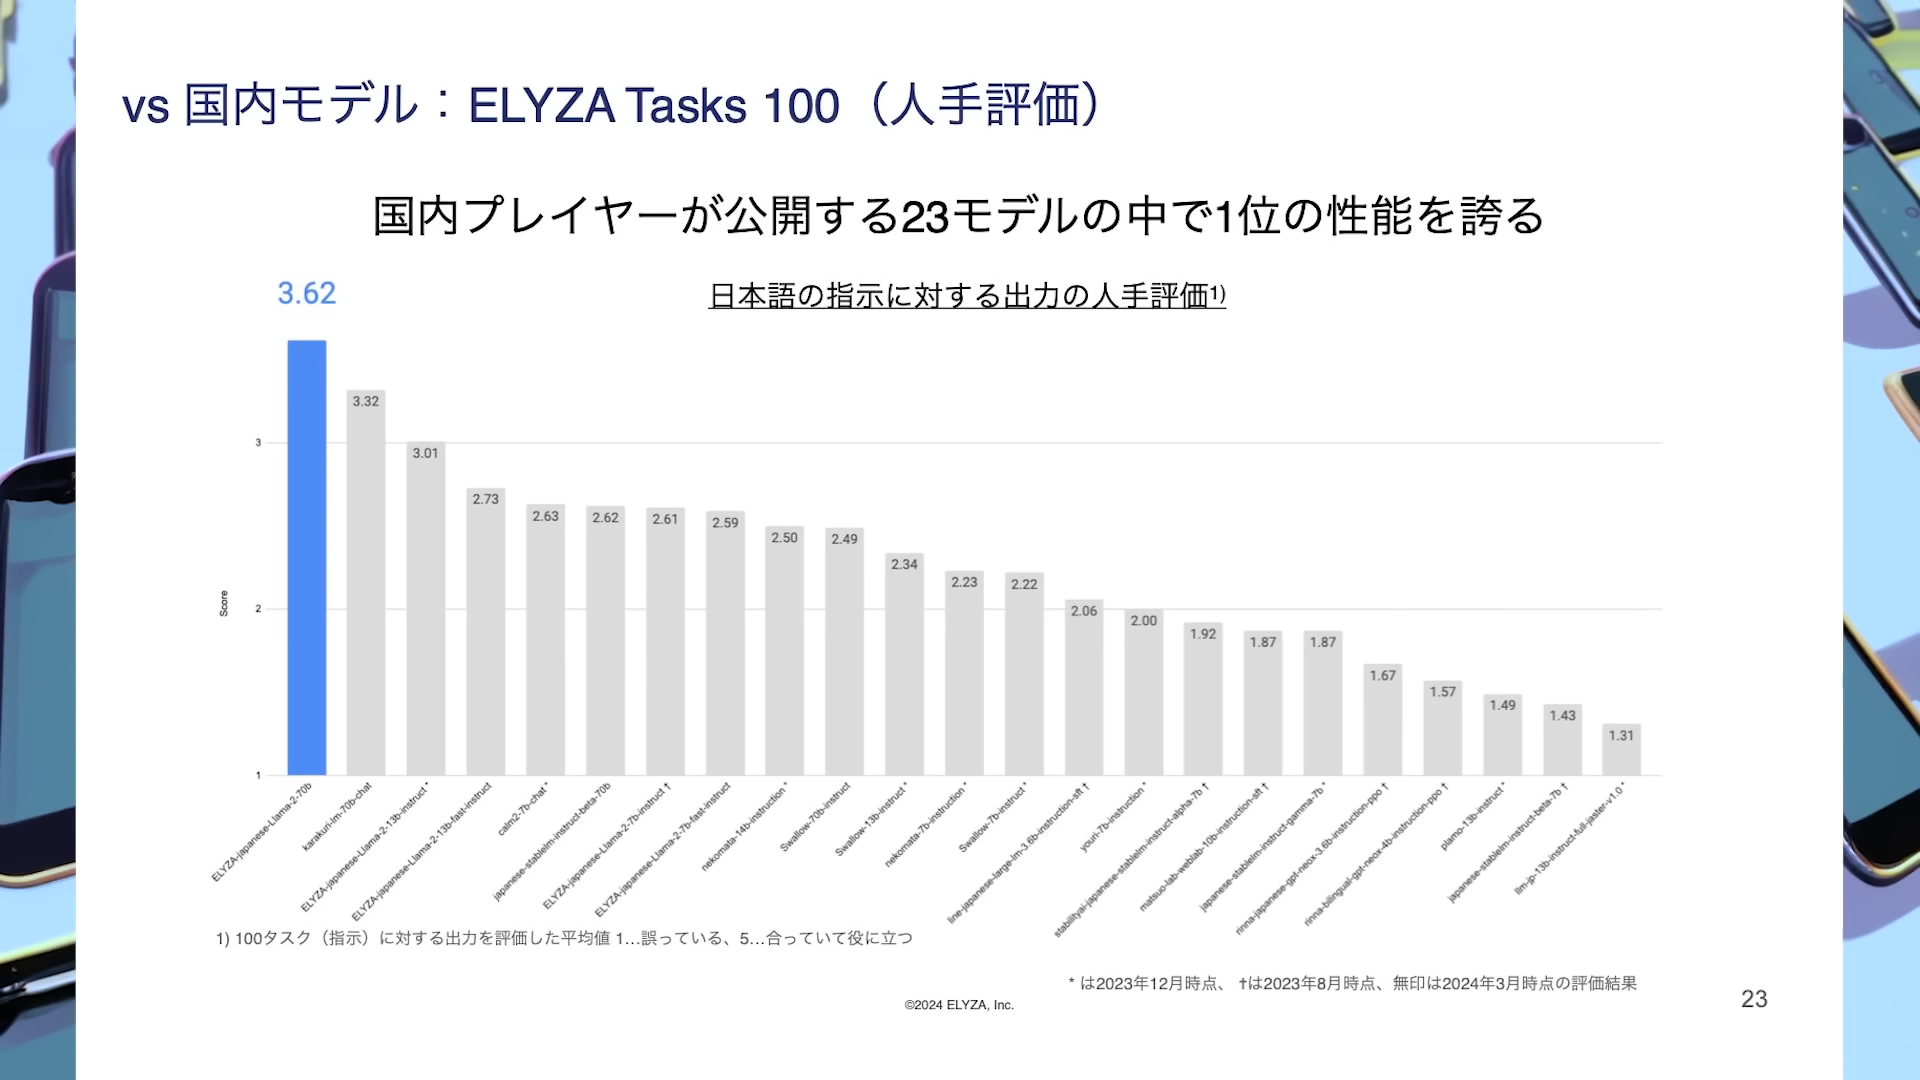 vs 国内モデル：ELYZA Tasks 100（人手評価）
国内プレイヤーが公開する23モデルの中で1位の性能を誇る
日本語の指示に対する出力の人手評価1)
3.62
3.32
3.01
2.73
2.63
2.62
2.61
2.59
2.50
2.49
2.34
2.23
2.22
2.06
2.00
1.92
1.87
1.87
1.67
1.57
1.49
1.43
1.31
3
2
1
Score
ELYZA-japanese-Llama-2-70b
karakuri-lm-70b-chat
ELYZA-japanese-Llama-2-13b-instruct *
ELYZA-japanese-Llama-2-13b-fast-instruct
calm2-7b-chat *
japanese-stablelm-instruct-beta-70b
ELYZA-japanese-Llama-2-7b-instruct †
ELYZA-japanese-Llama-2-7b-fast-instruct
nekomata-14b-instruction *
Swallow-70b-instruct
Swallow-13b-instruct *
nekomata-7b-instruction *
Swallow-7b-instruct *
line-japanese-large-lm-3.6b-instruction-sft †
youri-7b-instruction *
stabilityai-japanese-stablelm-instruct-alpha-7b †
matsuo-lab-weblab-10b-instruction-sft †
japanese-stablelm-instruct-gamma-7b *
rinna-japanese-gpt-neox-3.6b-instruction-ppo †
rinna-bilingual-gpt-neox-4b-instruction-ppo †
plamo-13b-instruct *
japanese-stablelm-instruct-beta-7b †
llm-jp-13b-instruct-full-jaster-v1.0 *
1) 100タスク（指示）に対する出力を評価した平均値 1…誤っている、5…合っていて役に立つ
* は2023年12月時点、 †は2023年8月時点、無印は2024年3月時点の評価結果
©2024 ELYZA, Inc.
23